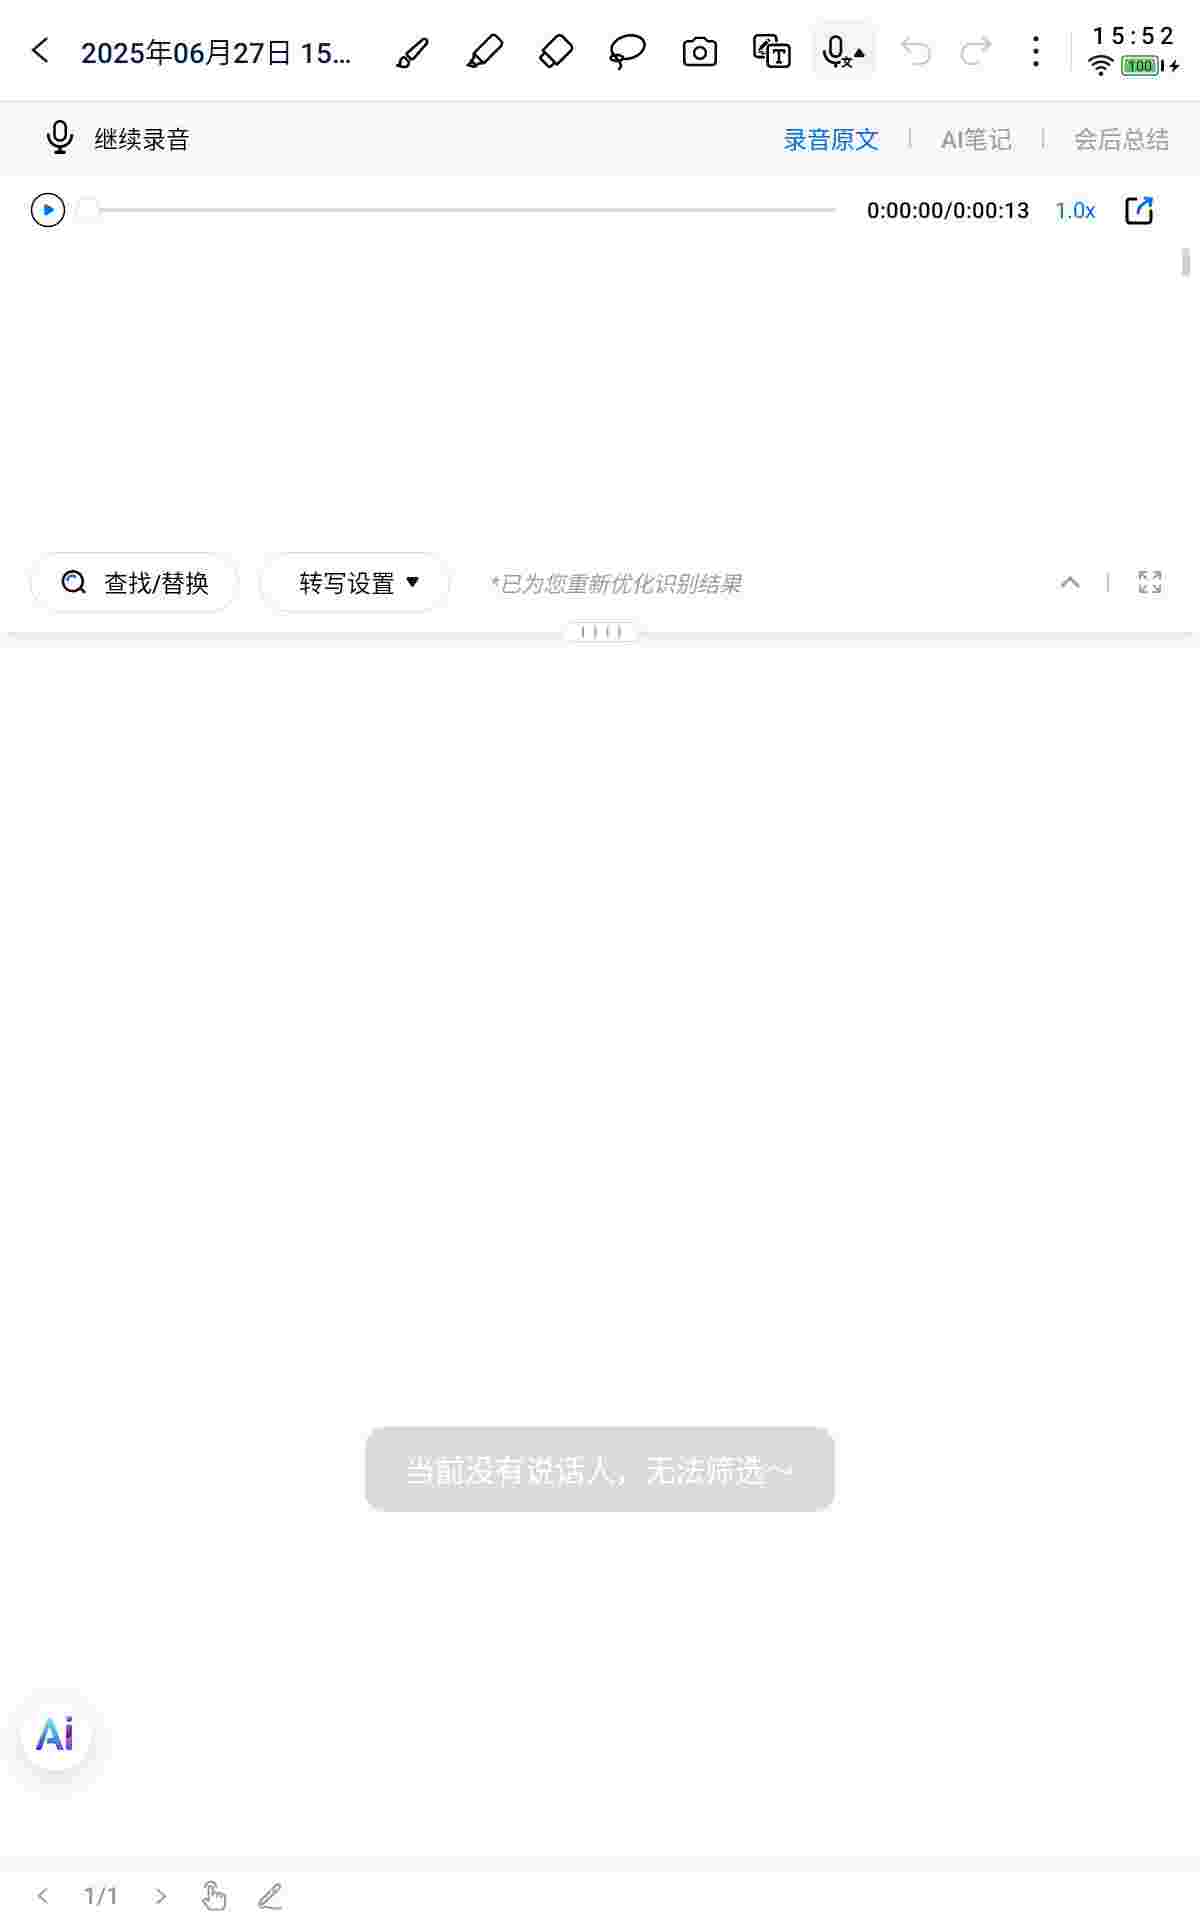 2025年06月27日 15...
15:52
100
继续录音
录音原文
AI笔记
会后总结
0:00:00/0:00:13
1.0x
查找/替换
转写设置
*已为您重新优化识别结果
当前没有说话人，无法筛选~
Ai
1/1